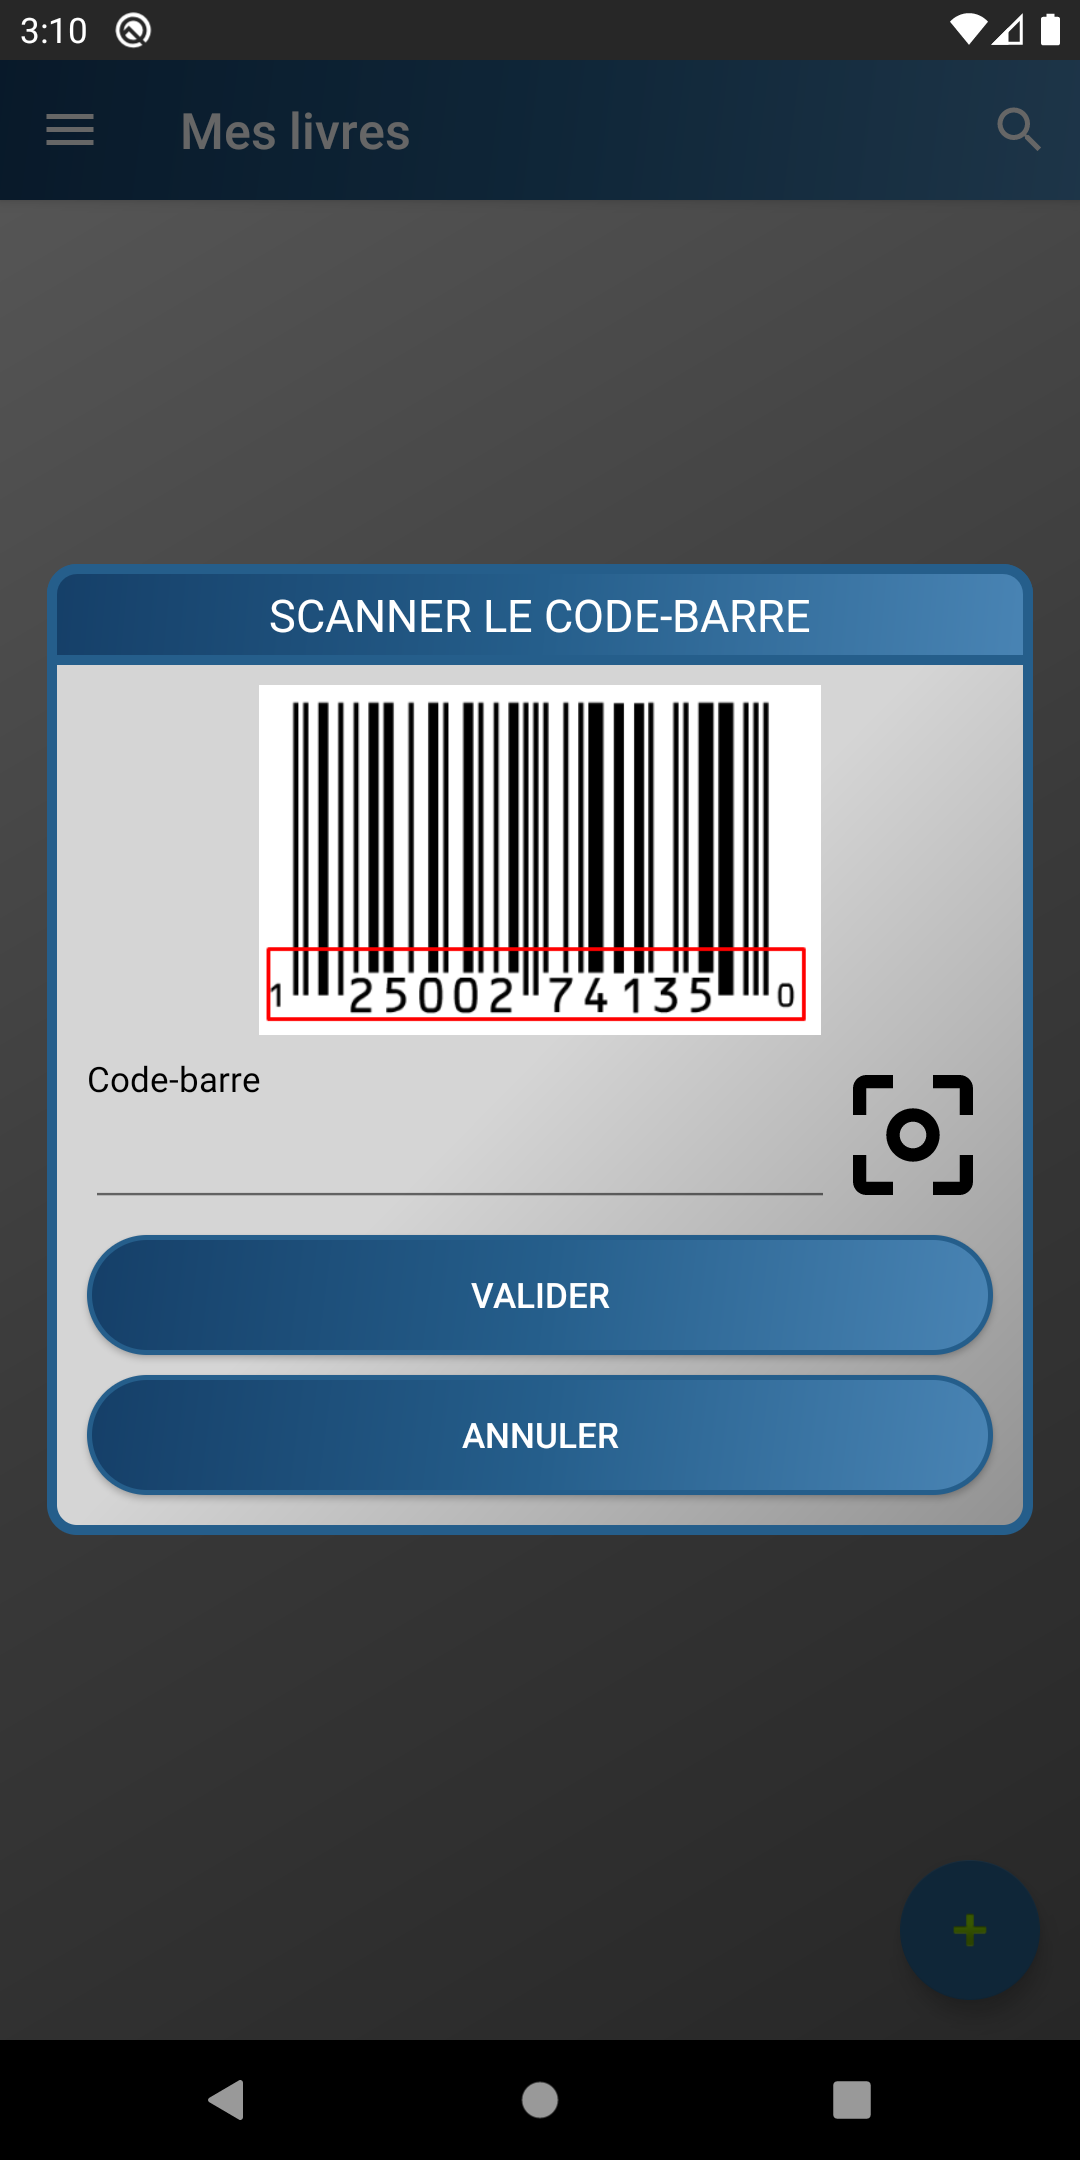 3:10
Mes livres
SCANNER LE CODE-BARRE
1 25002 74135 0
Code-barre
VALIDER
ANNULER
+